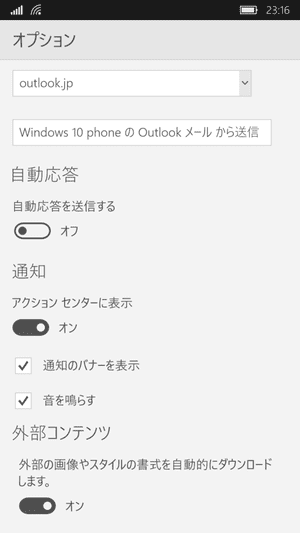 23:16
オプション
outlook.jp
Windows 10 phone の Outlook メール から送信
自動応答
自動応答を送信する
オフ
通知
アクション センターに表示
オン
通知のバナーを表示
音を鳴らす
外部コンテンツ
外部の画像やスタイルの書式を自動的にダウンロード
します。
オン